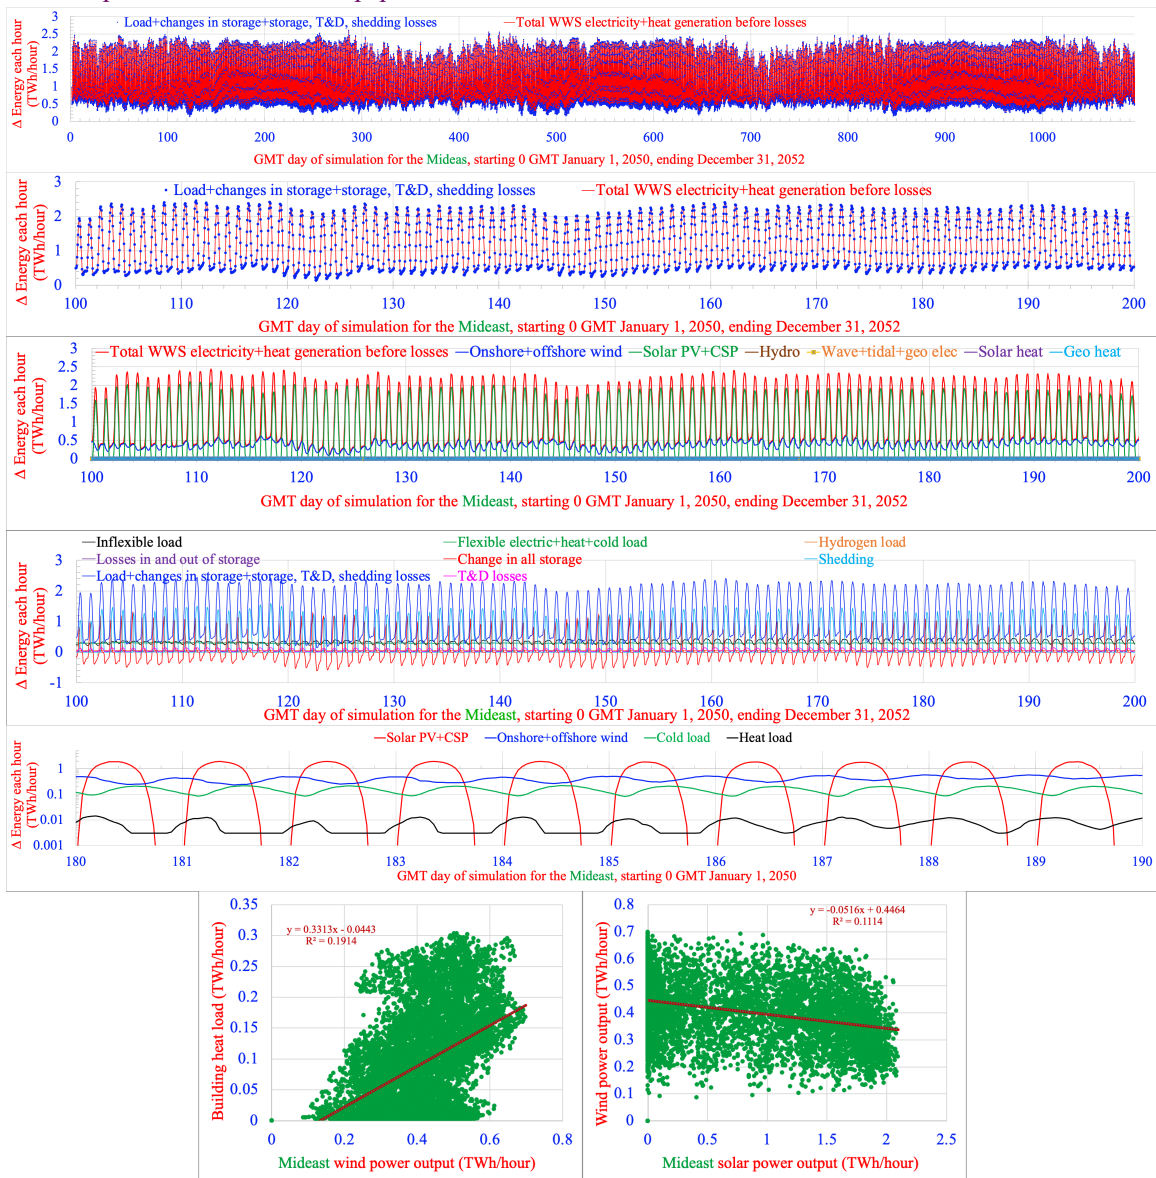 Load+changes in storage+storage, T&D, shedding losses
Total WWS electricity+heat generation before losses
Δ Energy each hour
(TWh/hour)
3
2.5
2
1.5
1
0.5
0
0 100 200 300 400 500 600 700 800 900 1000
GMT day of simulation for the Mideas, starting 0 GMT January 1, 2050, ending December 31, 2052
Load+changes in storage+storage, T&D, shedding losses
Total WWS electricity+heat generation before losses
Δ Energy each hour
(TWh/hour)
3
2
1
0
100 110 120 130 140 150 160 170 180 190 200
GMT day of simulation for the Mideast, starting 0 GMT January 1, 2050, ending December 31, 2052
Total WWS electricity+heat generation before losses Onshore+offshore wind Solar PV+CSP Hydro Wave+tidal+geo elec Solar heat Geo heat
Δ Energy each hour
(TWh/hour)
3
2.5
2
1.5
1
0.5
0
100 110 120 130 140 150 160 170 180 190 200
GMT day of simulation for the Mideast, starting 0 GMT January 1, 2050, ending December 31, 2052
Inflexible load Flexible electric+heat+cold load Hydrogen load
Losses in and out of storage Change in all storage Shedding
Load+changes in storage+storage, T&D, shedding losses T&D losses
Δ Energy each hour
(TWh/hour)
3
2
1
0
-1
100 110 120 130 140 150 160 170 180 190 200
GMT day of simulation for the Mideast, starting 0 GMT January 1, 2050, ending December 31, 2052
Solar PV+CSP Onshore+offshore wind Cold load Heat load
Δ Energy each hour
(TWh/hour)
1
0.1
0.01
0.001
180 181 182 183 184 185 186 187 188 189 190
GMT day of simulation for the Mideast, starting 0 GMT January 1, 2050
Building heat load (TWh/hour)
0.35
0.3
0.25
0.2
0.15
0.1
0.05
0
y = 0.3313x - 0.0443
R² = 0.1914
0 0.2 0.4 0.6 0.8
Mideast wind power output (TWh/hour)
Wind power output (TWh/hour)
0.8
0.7
0.6
0.5
0.4
0.3
0.2
0.1
0
y = -0.0516x + 0.4464
R² = 0.1114
0 0.5 1 1.5 2 2.5
Mideast solar power output (TWh/hour)